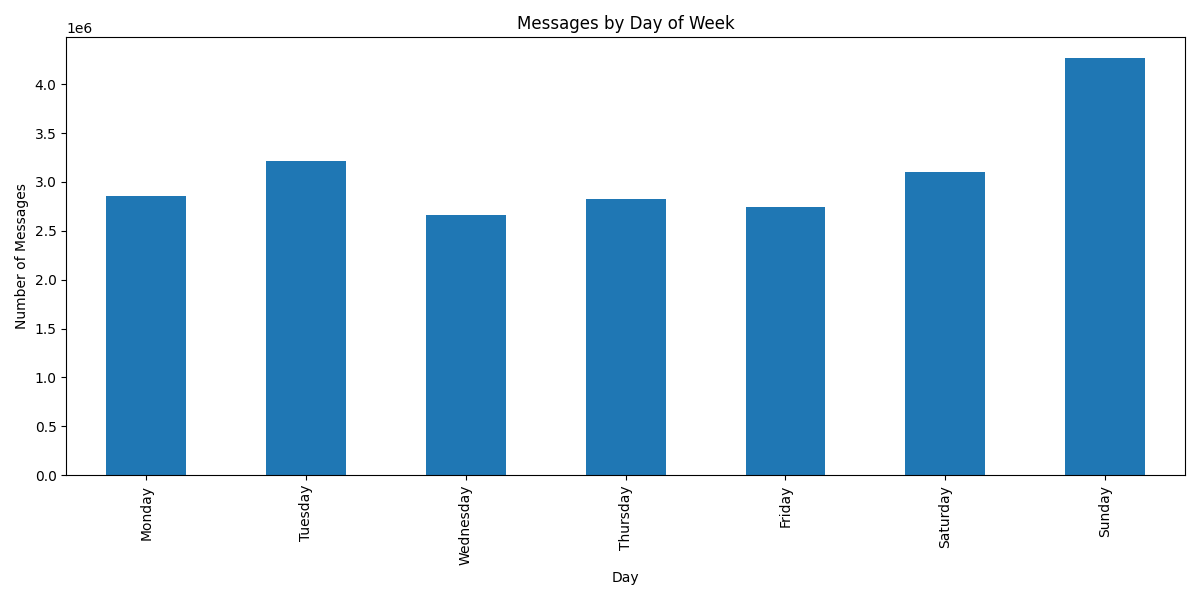 Messages by Day of Week
1e6
4.0
3.5
3.0
2.5
2.0
1.5
1.0
0.5
0.0
Number of Messages
Monday
Tuesday
Wednesday
Thursday
Friday
Saturday
Sunday
Day